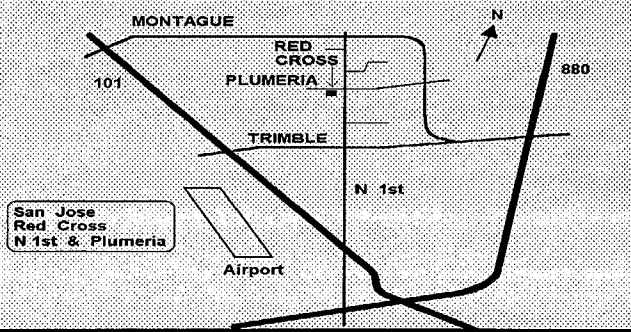 MONTAGUE
N
RED
CROSS
880
101
PLUMERIA
TRIMBLE
N 1st
San Jose
Red Cross
N 1st & Plumeria
Airport